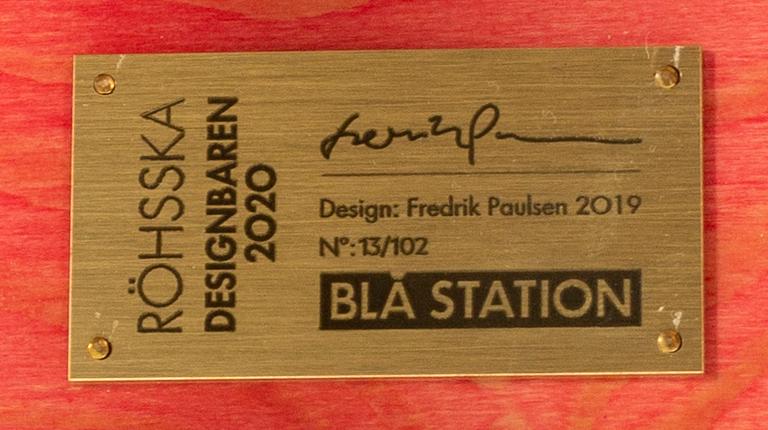 RÖHSSKA
DESIGNBAREN
2020
Design: Fredrik Paulsen 2019
Nº:13/102
BLÅ STATION